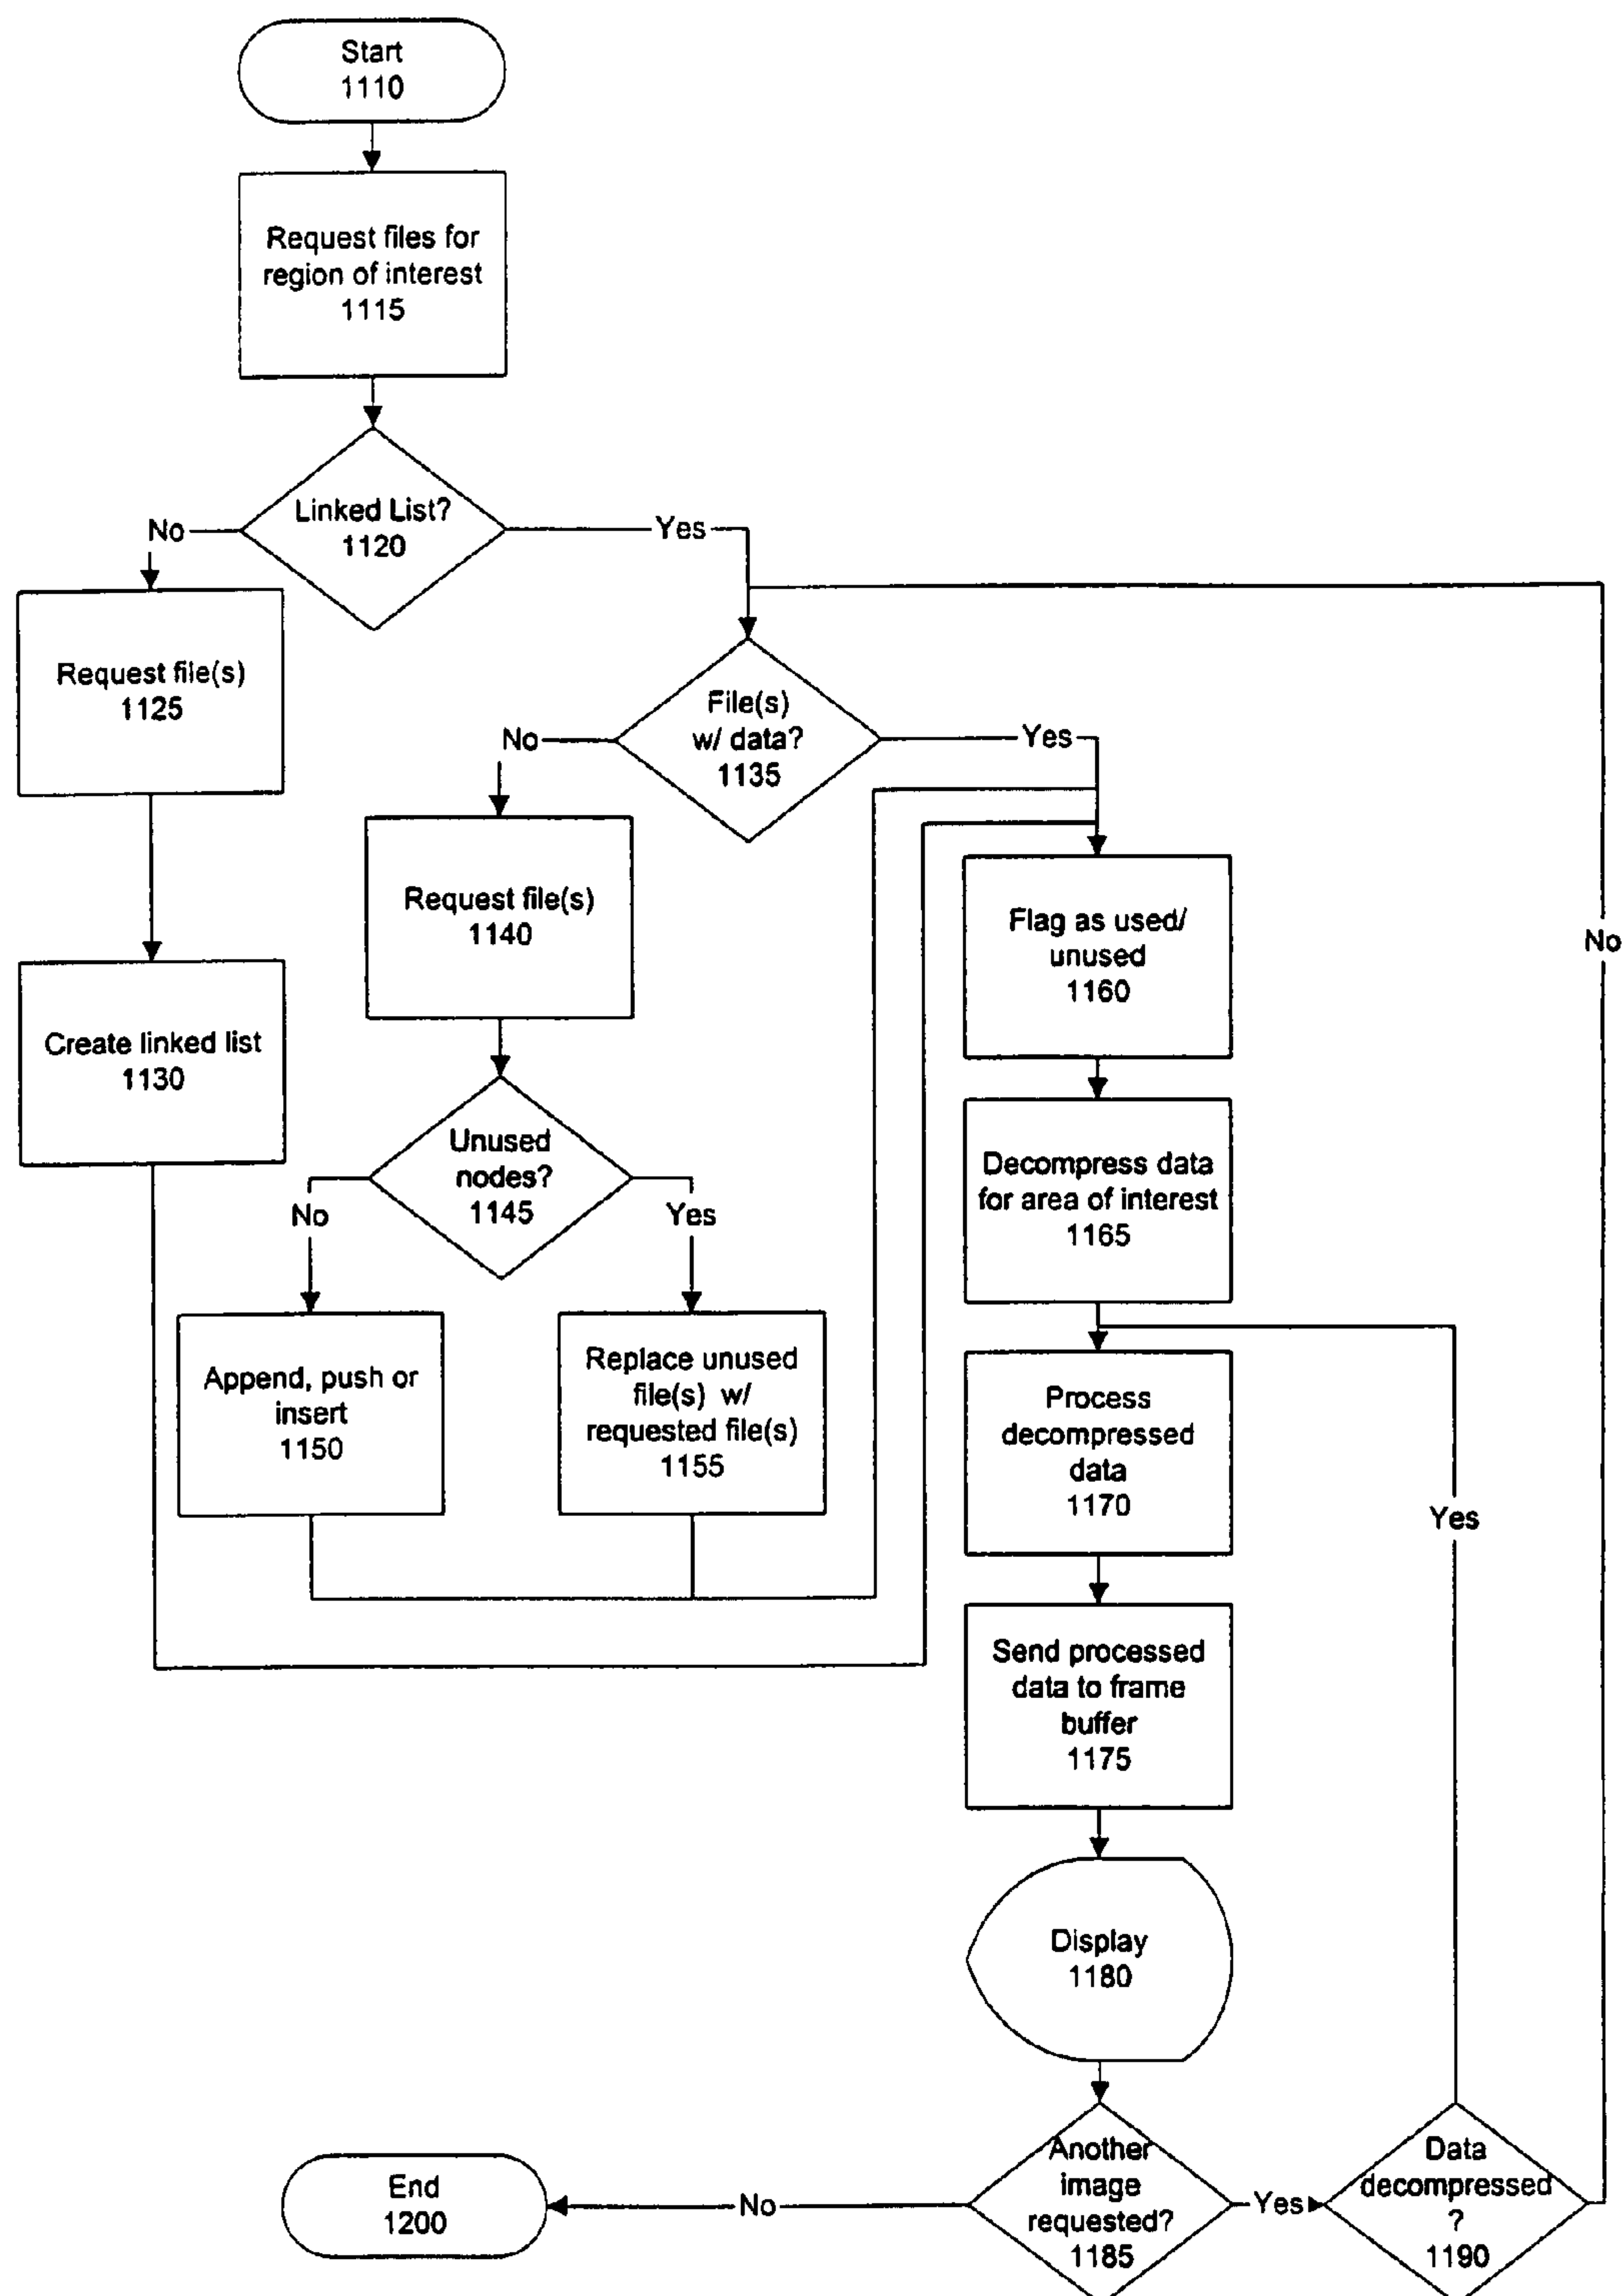 Start
1110
Request files for
region of interest
1115
Linked List?
1120
No
Yes
Request file(s)
1125
File(s)
w/ data?
1135
No
Yes
Request file(s)
1140
Flag as used/
unused
1160
No
Create linked list
1130
Unused
nodes?
1145
No
Yes
Decompress data
for area of interest
1165
Append, push or
insert
1150
Replace unused
file(s) w/
requested file(s)
1155
Process
decompressed
data
1170
Yes
Send processed
data to frame
buffer
1175
Display
1180
Another
image
requested?
1185
No
End
1200
Yes
Data
decompressed
?
1190